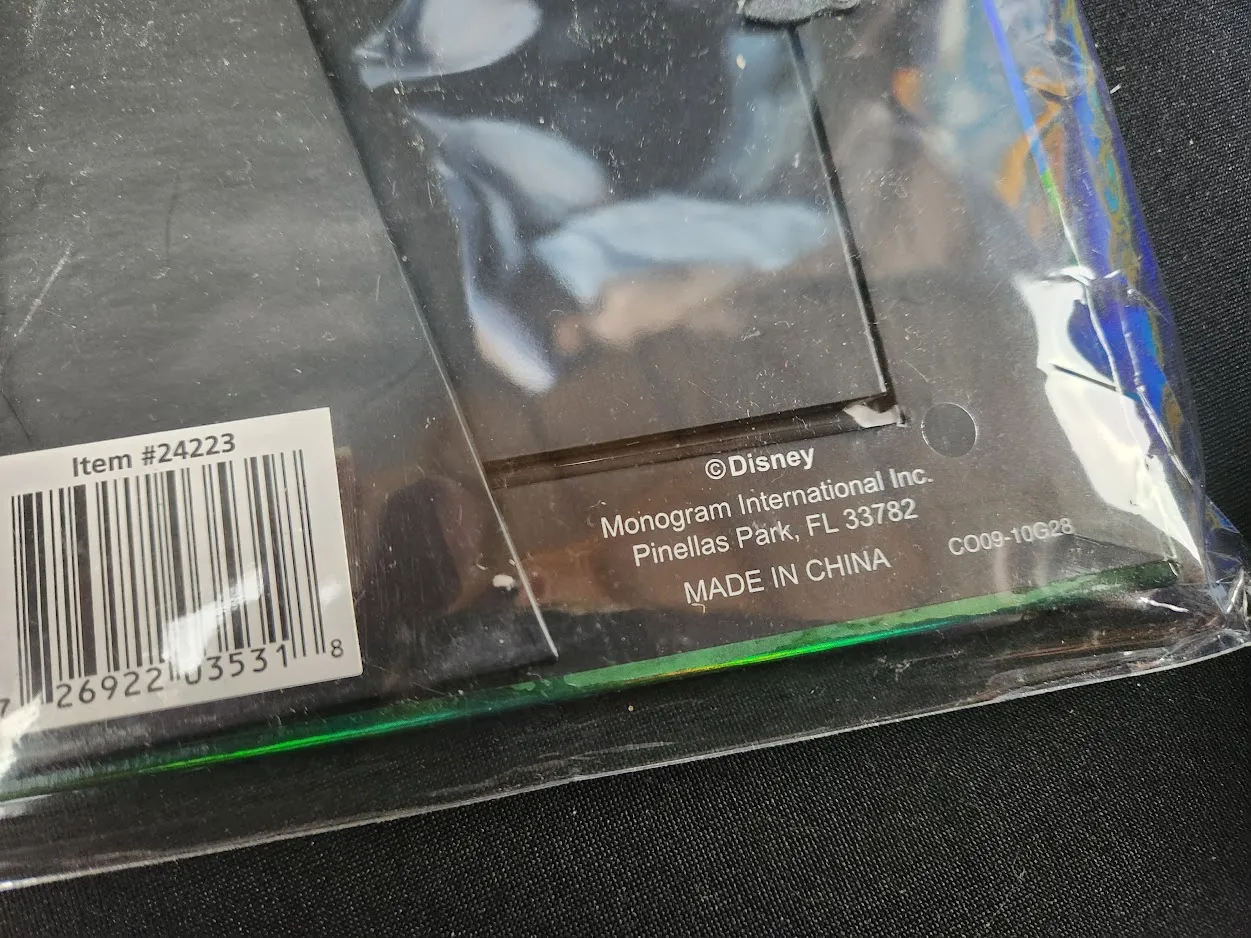 Item #24223
7 26922 03531 8
©Disney
Monogram International Inc.
Pinellas Park, FL 33782
MADE IN CHINA
CO09-10G28